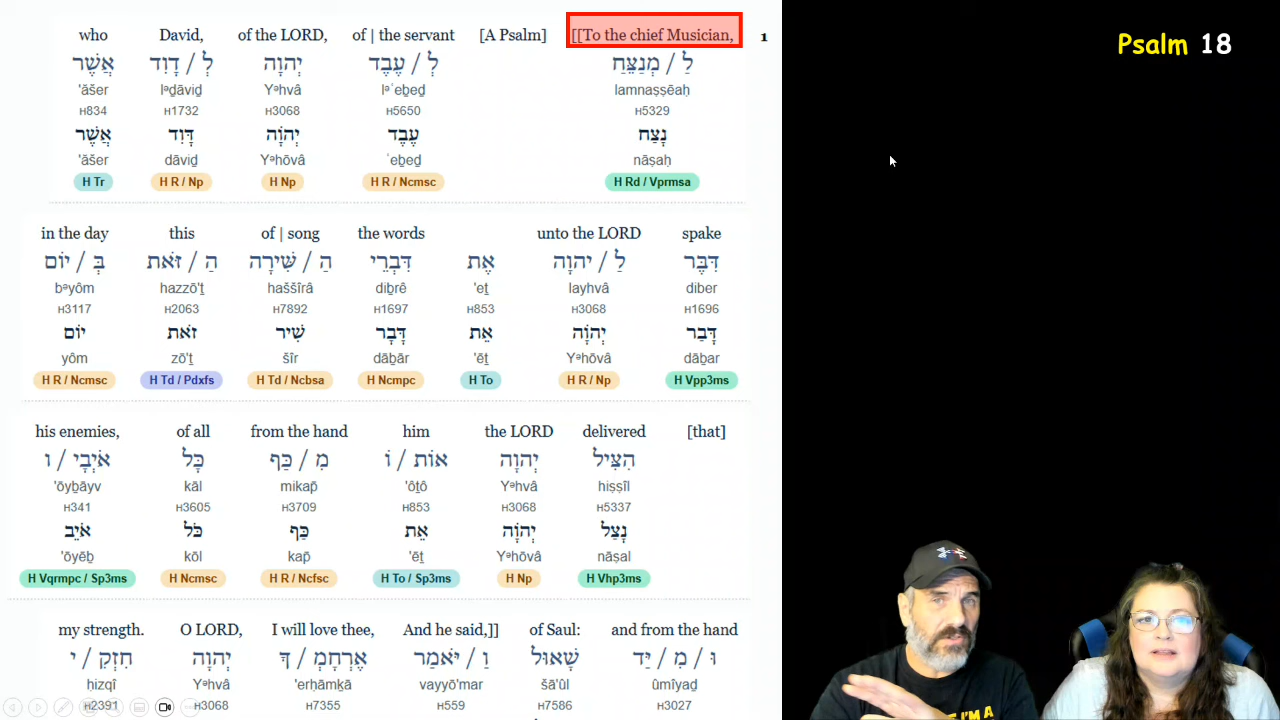 Psalm 18
1 [[To the chief Musician, [A Psalm] of | the servant of the LORD, David, who
לַ / מְנַצֵּחַ לְ / עֶבֶד יְהוָה לְ / דָוִד אֲשֶׁר
lamnaṣṣēaḥ lᵊʿeḇeḏ Yᵊhvâ lᵊḏāviḏ 'ăšer
H5329 H5650 H3068 H1732 H834
נָצַח עֶבֶד יְהֹוָה דָּוִד אֲשֶׁר
nāṣaḥ ʿeḇeḏ Yᵊhōvâ dāviḏ 'ăšer
H Rd / Vprmsa H R / Ncmsc H Np H R / Np H Tr
spake unto the LORD the words of | song this in the day
דִּבֶּר לַ / יהוָה אֶת דִּבְרֵי הַ / שִּׁירָה הַ / זֹּאת בְּ / יוֹם
diber layhvâ 'eṯ diḇrê haššîrâ hazzō'ṯ bᵊyôm
H1696 H3068 H853 H1697 H7892 H2063 H3117
דָּבַר יְהֹוָה אֵת דָּבָר שִׁיר זֹאת יוֹם
dāḇar Yᵊhōvâ 'ēṯ dāḇār šîr zō'ṯ yôm
H Vpp3ms H R / Np H To H Ncmpc H Td / Ncbsa H Td / Pdxfs H R / Ncmsc
[that] delivered the LORD him from the hand of all his enemies,
הִצִּיל יְהוָה אוֹת / וֹ מִ / כַּף כָּל אֹיְבָי / ו
hiṣṣîl Yᵊhvâ 'ôṯô mikap̄ kāl 'ōyḇāyv
H5337 H3068 H853 H3709 H3605 H341
נָצַל יְהֹוָה אֵת כַּף כֹּל אֹיֵב
nāṣal Yᵊhōvâ 'ēṯ kap̄ kōl 'ōyēḇ
H Vhp3ms H Np H To / Sp3ms H R / Ncfsc H Ncmsc H Vqrmpc / Sp3ms
and from the hand of Saul: And he said,]] I will love thee, O LORD, my strength.
וּ / מִ / יַּד שָׁאוּל וַ / יֹּאמַר אֶרְחָמְ / ךָ יְהוָה חִזְקִ / י
ûmîyaḏ šā'ûl vayyō'mar 'erḥāmḵā Yᵊhvâ ḥizqî
H3027 H7586 H559 H7355 H3068 H2391